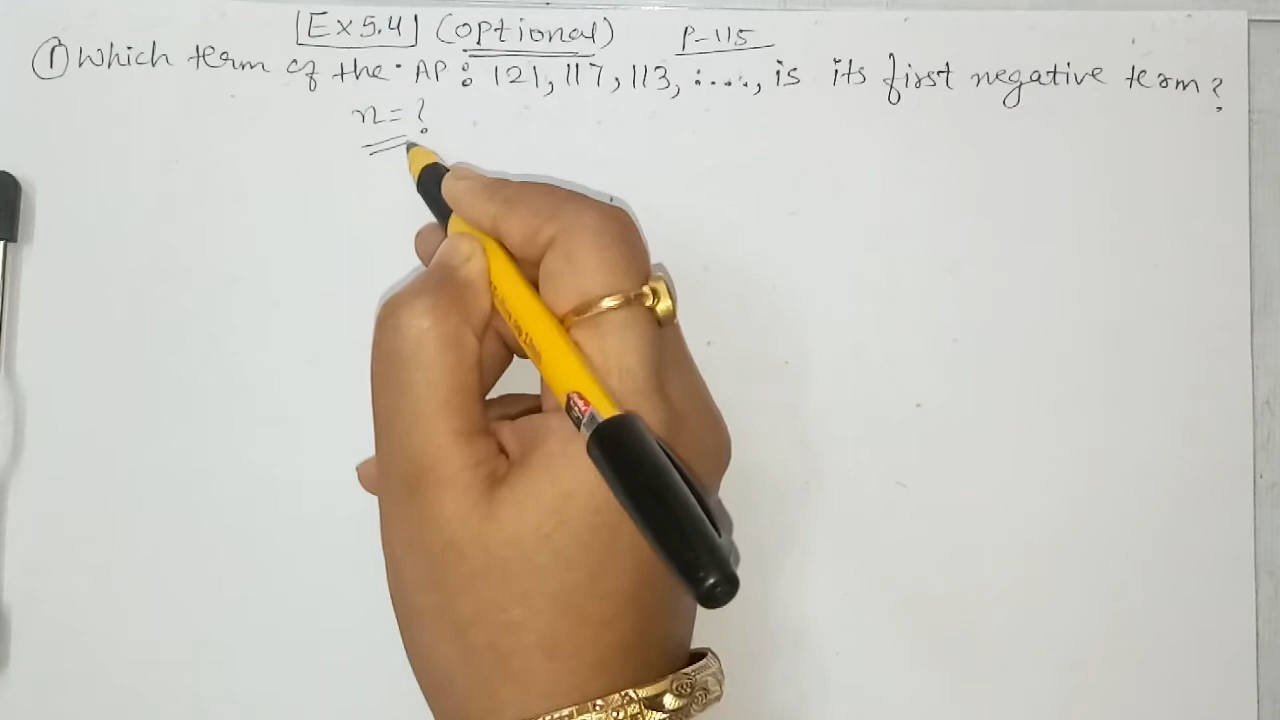 [Ex 5.4] (optional) P-115
① Which term of the AP : 121, 117, 113, ....., is its first negative term?
n = ?